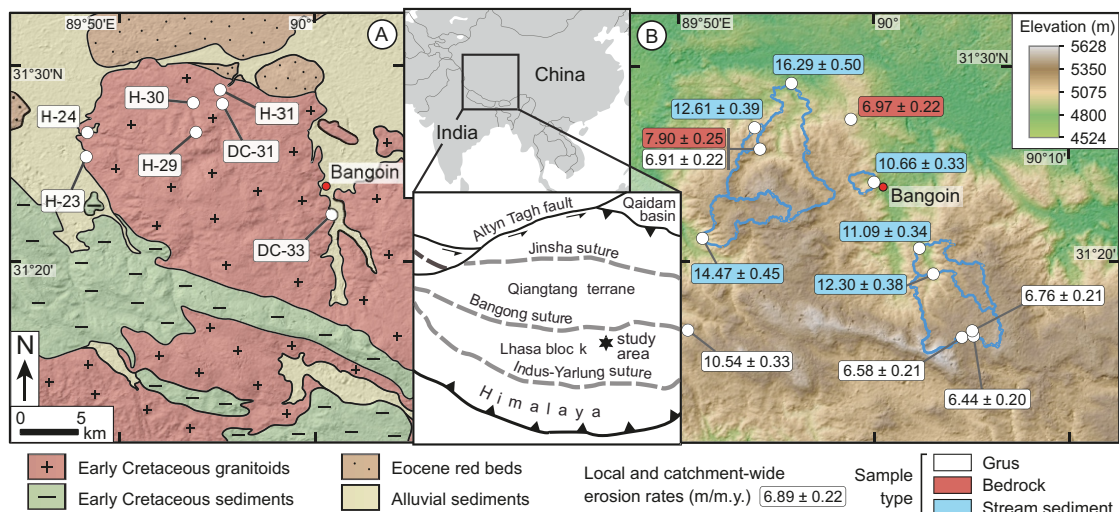 89°50'E
90°
A
31°30'N
H-30
H-31
H-24
H-29
DC-31
Bangoin
H-23
DC-33
31°20'
N
0 5
km
China
India
Altyn Tagh fault
Qaidam
basin
Jinsha suture
Qiangtang terrane
Bangong suture
Lhasa bloc k
study
area
Indus-Yarlung suture
Himalaya
89°50'E
90°
B
Elevation (m)
5628
5350
5075
4800
4524
31°30N
16.29 ± 0.50
12.61 ± 0.39
6.97 ± 0.22
7.90 ± 0.25
6.91 ± 0.22
10.66 ± 0.33
90°10'
Bangoin
11.09 ± 0.34
31°20
14.47 ± 0.45
12.30 ± 0.38
6.76 ± 0.21
10.54 ± 0.33
6.58 ± 0.21
6.44 ± 0.20
Early Cretaceous granitoids
Early Cretaceous sediments
Eocene red beds
Alluvial sediments
Local and catchment-wide
erosion rates (m/m.y.) 6.89 ± 0.22
Sample
type
Grus
Bedrock
Stream sediment